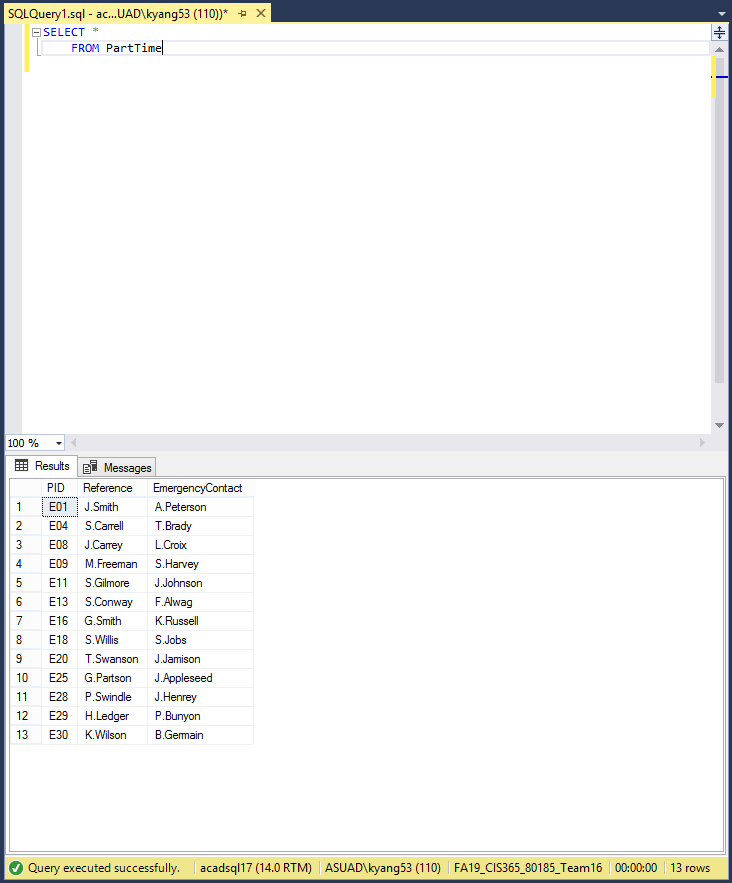 SQLQuery1.sql - ac...UAD\kyang53 (110))*
SELECT *
FROM PartTime
100 %
Results Messages
PID Reference EmergencyContact
1 E01 J.Smith A.Peterson
2 E04 S.Carrell T.Brady
3 E08 J.Carrey L.Croix
4 E09 M.Freeman S.Harvey
5 E11 S.Gilmore J.Johnson
6 E13 S.Conway F.Alwag
7 E16 G.Smith K.Russell
8 E18 S.Willis S.Jobs
9 E20 T.Swanson J.Jamison
10 E25 G.Partson J.Appleseed
11 E28 P.Swindle J.Henrey
12 E29 H.Ledger P.Bunyon
13 E30 K.Wilson B.Germain
Query executed successfully. acadsql17 (14.0 RTM) ASUAD\kyang53 (110) FA19_CIS365_80185_Team16 00:00:00 13 rows